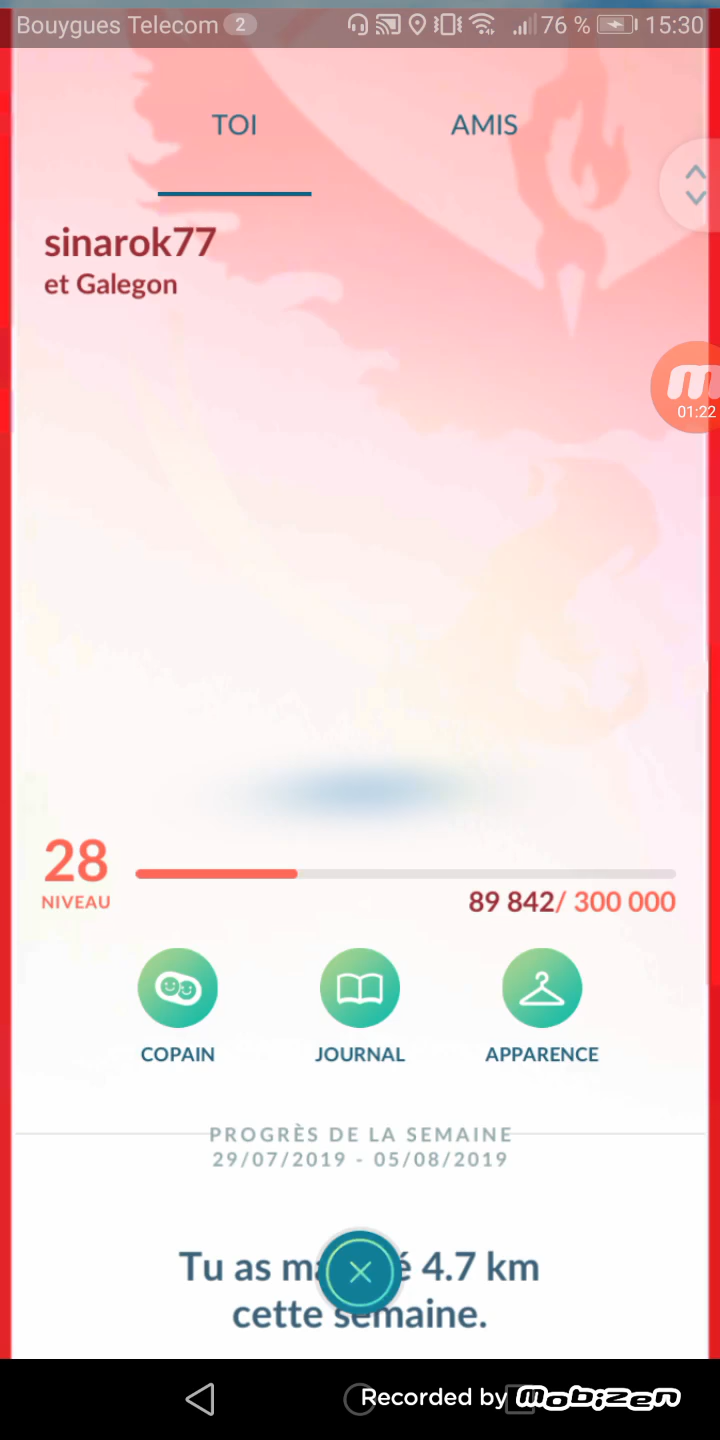 Bouygues Telecom 2 76 % 15:30
TOI AMIS
sinarok77
et Galegon
01:22
28
NIVEAU
89 842/ 300 000
COPAIN JOURNAL APPARENCE
PROGRÈS DE LA SEMAINE
29/07/2019 - 05/08/2019
Tu as 4.7 km
cette semaine.
Recorded by Mobizen